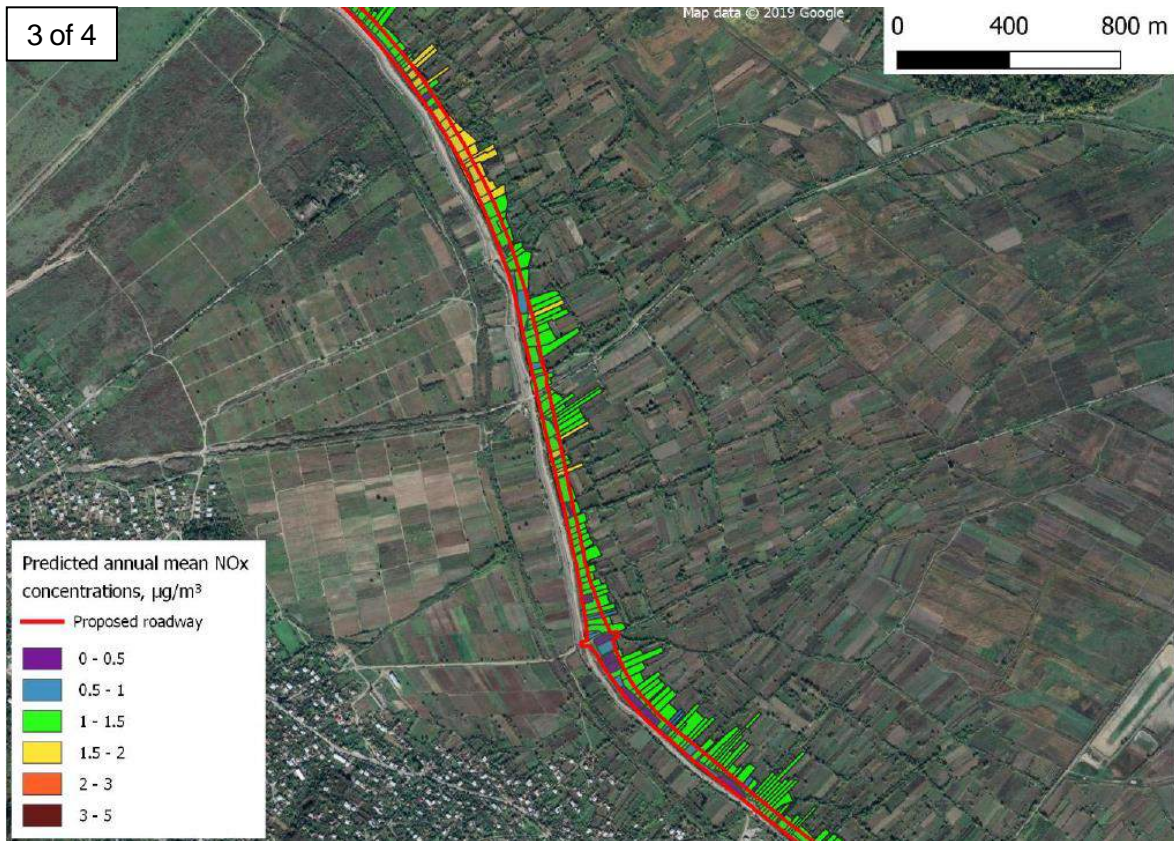 3 of 4
Map data © 2019 Google
0 400 800 m
Predicted annual mean NOx
concentrations, µg/m³
Proposed roadway
0 - 0.5
0.5 - 1
1 - 1.5
1.5 - 2
2 - 3
3 - 5